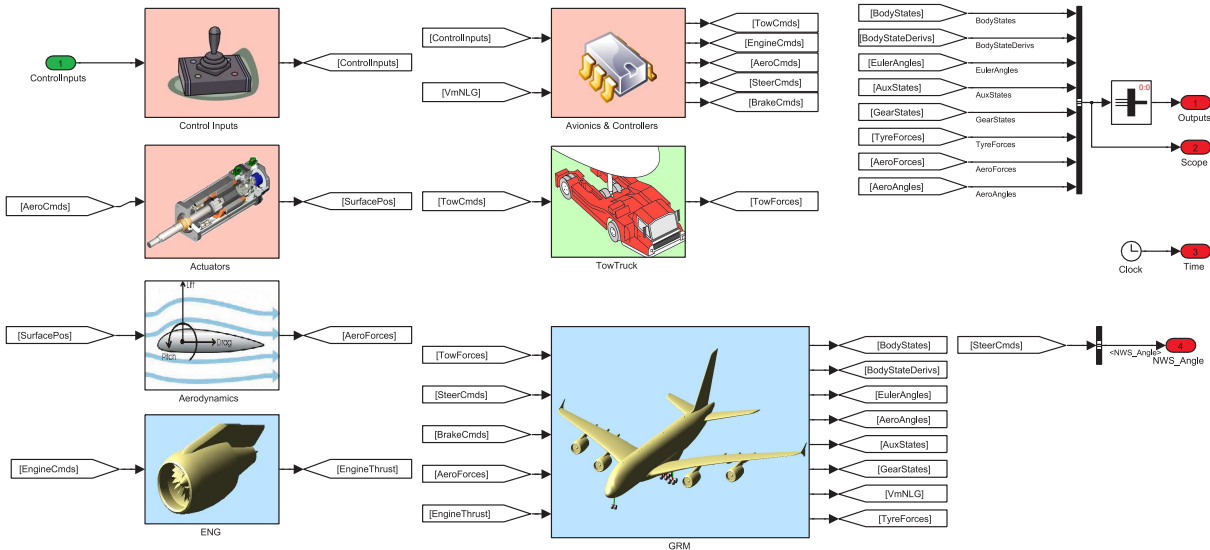 1
ControlInputs
Control Inputs
[ControlInputs]
[ControlInputs]
[VmNLG]
Avionics & Controllers
[TowCmds]
[EngineCmds]
[AeroCmds]
[SteerCmds]
[BrakeCmds]
[BodyStates]
BodyStates
[BodyStateDerivs]
BodyStateDerivs
[EulerAngles]
EulerAngles
[AuxStates]
AuxStates
[GearStates]
GearStates
[TyreForces]
TyreForces
[AeroForces]
AeroForces
[AeroAngles]
AeroAngles
0:0
1
Outputs
2
Scope
[AeroCmds]
Actuators
[SurfacePos]
[TowCmds]
TowTruck
[TowForces]
Clock
3
Time
[SurfacePos]
Lift
Drag
Pitch
Aerodynamics
[AeroForces]
[EngineCmds]
ENG
[EngineThrust]
[TowForces]
[SteerCmds]
[BrakeCmds]
[AeroForces]
[EngineThrust]
GRM
[BodyStates]
[BodyStateDerivs]
[EulerAngles]
[AeroAngles]
[AuxStates]
[GearStates]
[VmNLG]
[TyreForces]
[SteerCmds]
<NWS_Angle>
4
NWS_Angle